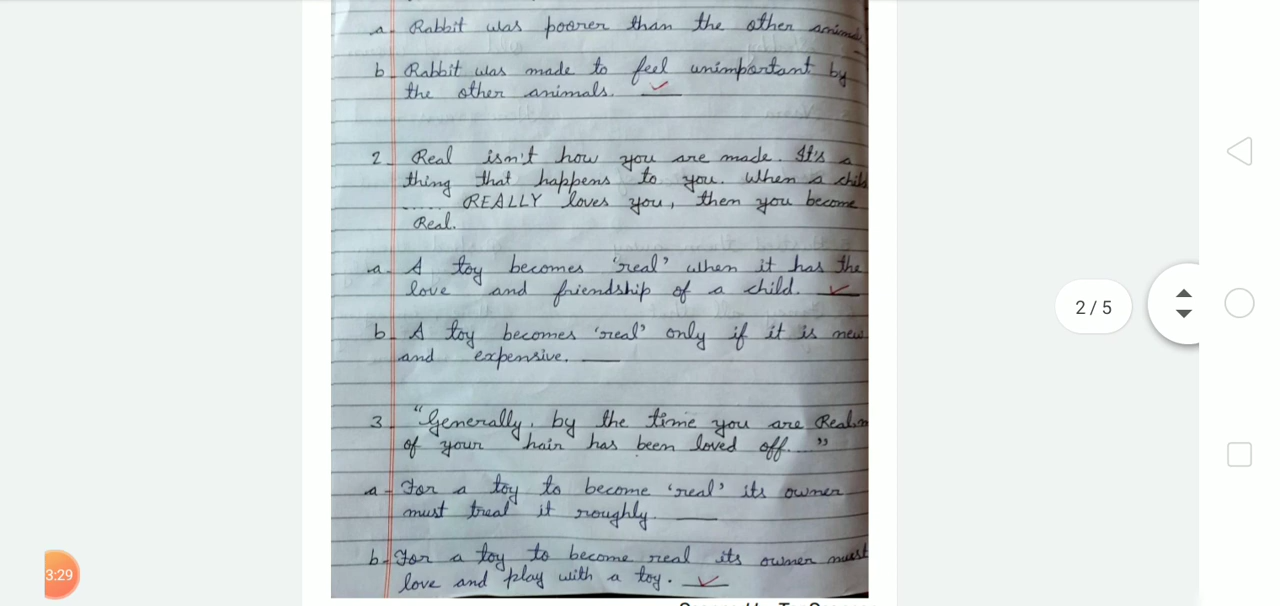 a Rabbit was poorer than the other anima
b Rabbit was made to feel unimportant by
the other animals.
2 Real isn't how you are made. It's a
thing that happens to you. When a child
..... REALLY loves you, then you become
Real.
a A toy becomes 'real' when it has the
love and friendship of a child.
b A toy becomes 'real' only if it is new
and expensive.
3 "Generally, by the time you are Real, m
of your hair has been loved off...."
a For a toy to become 'real' its owner
must treat it roughly.
b For a toy to become real its owner must
love and play with a toy.
2/5
3:29